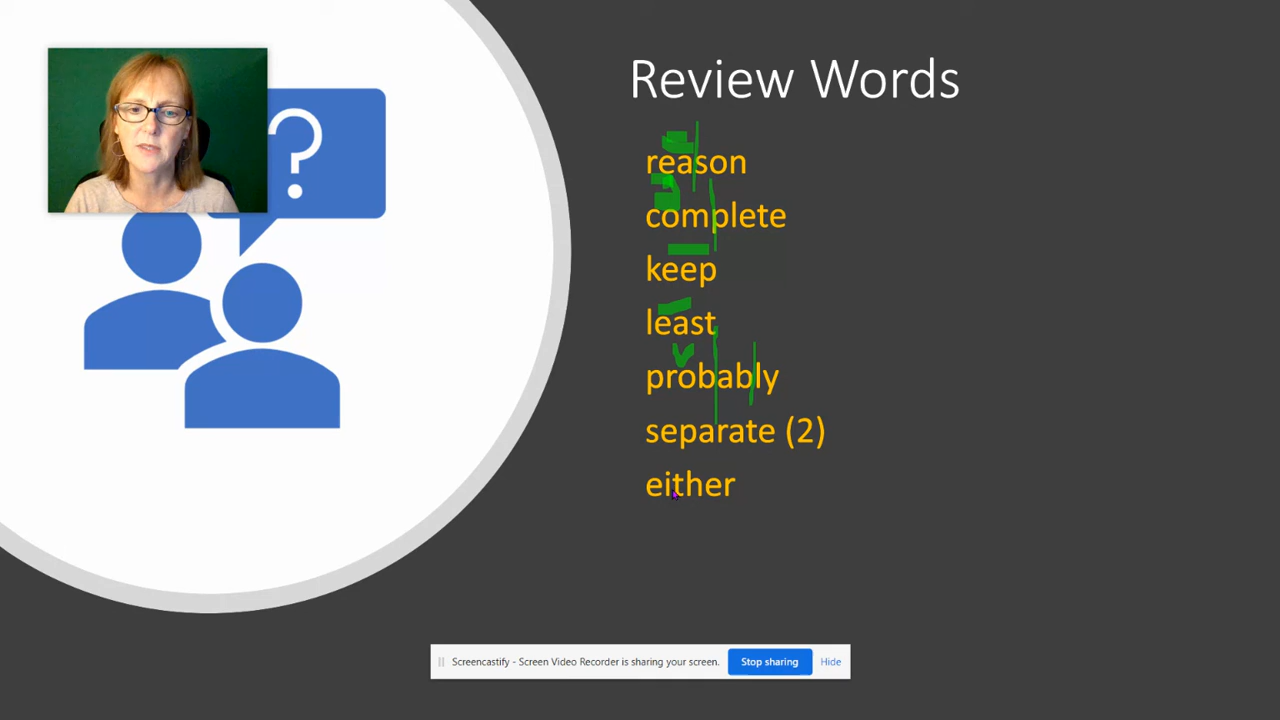 ?
Review Words
reason
complete
keep
least
probably
separate (2)
either
Screencastify - Screen Video Recorder is sharing your screen. Stop sharing Hide